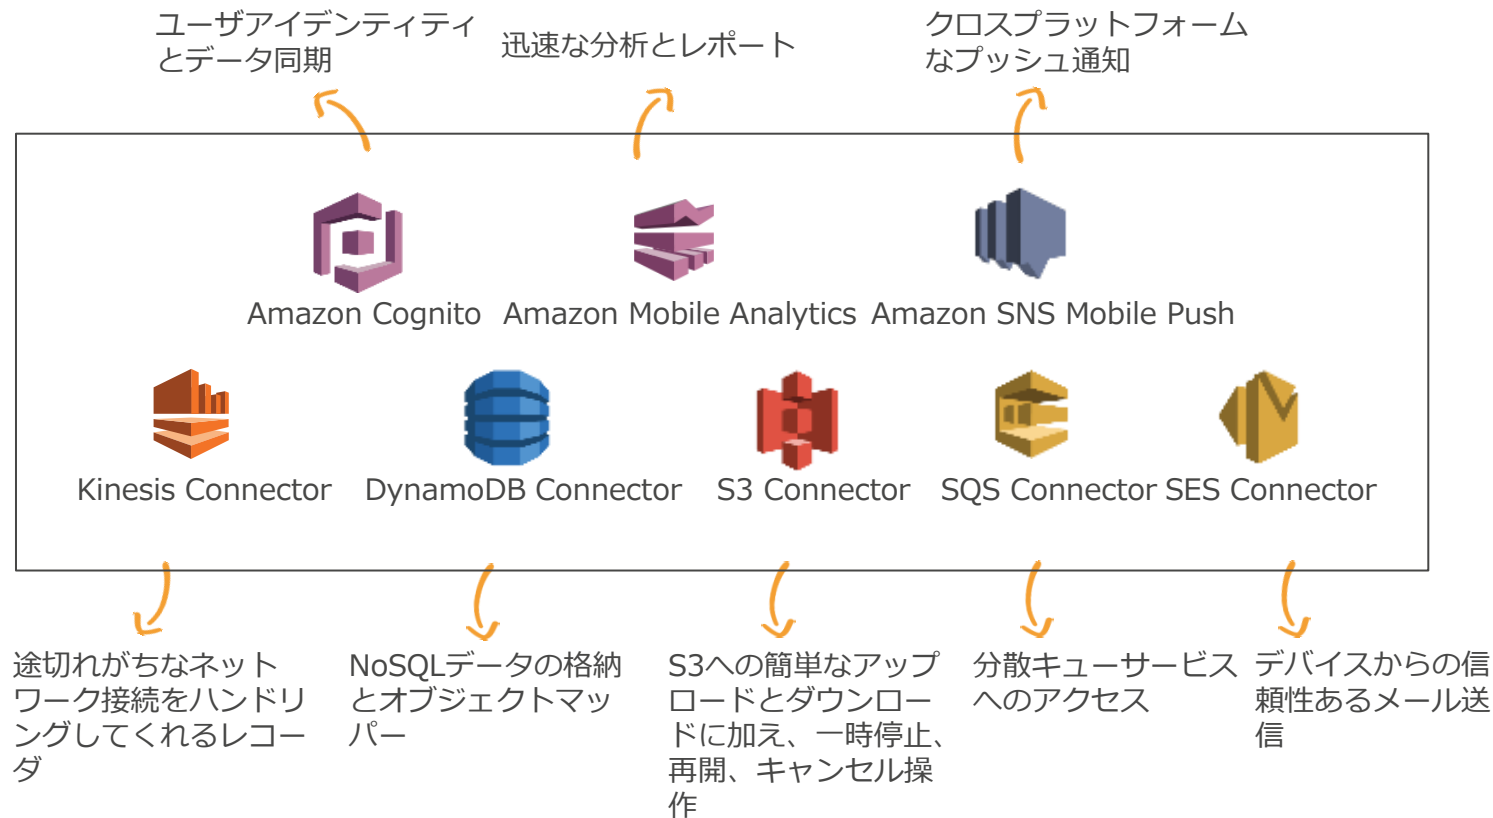 ユーザアイデンティティ
とデータ同期
迅速な分析とレポート
クロスプラットフォーム
なプッシュ通知
Amazon Cognito
Amazon Mobile Analytics
Amazon SNS Mobile Push
Kinesis Connector
DynamoDB Connector
S3 Connector
SQS Connector
SES Connector
途切れがちなネット
ワーク接続をハンドリ
ングしてくれるレコー
ダ
NoSQLデータの格納
とオブジェクトマッ
パー
S3への簡単なアップ
ロードとダウンロー
ドに加え、一時停止、
再開、キャンセル操
作
分散キューサービス
へのアクセス
デバイスからの信
頼性あるメール送
信